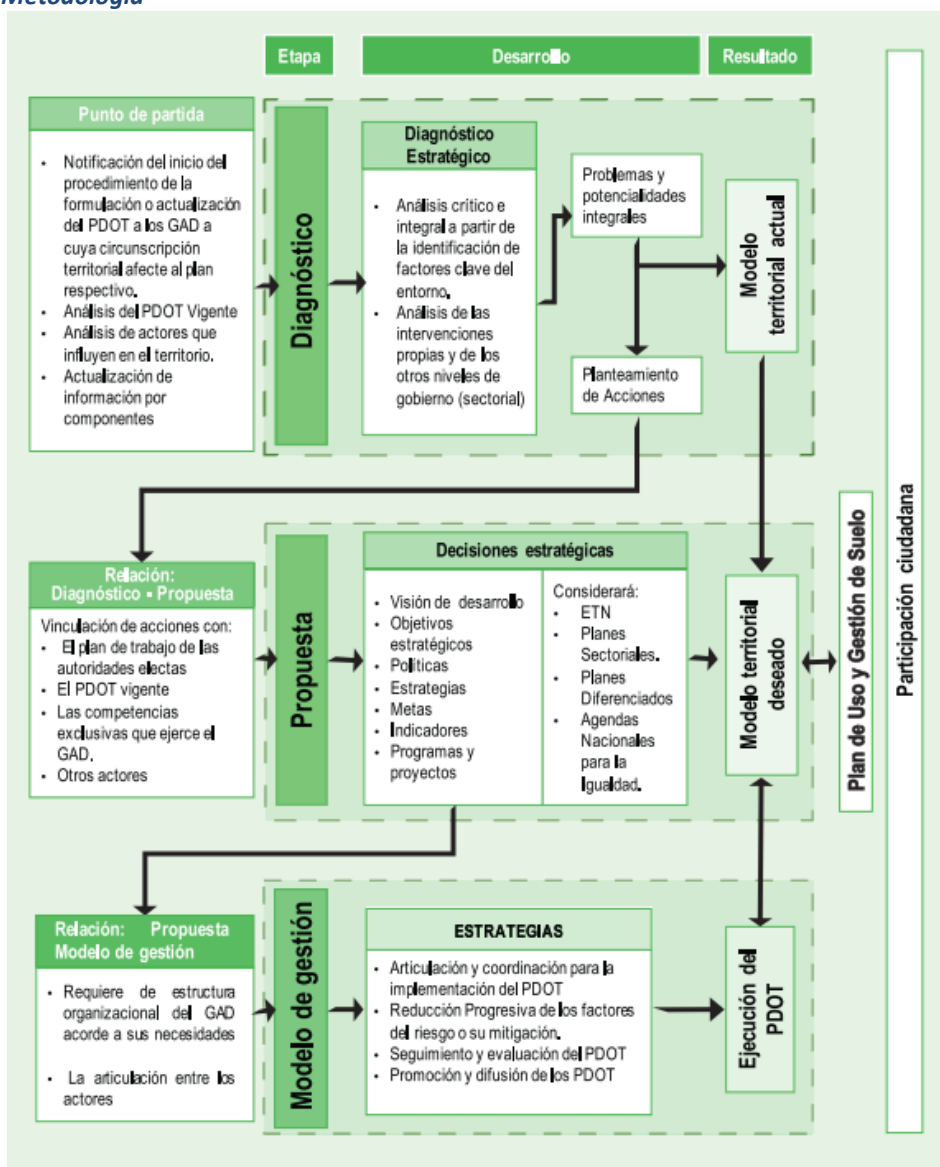 Metodología
Etapa
Desarrollo
Resultado
Punto de partida
• Notificación del inicio del
procedimiento de la
formulación o actualización
del PDOT a los GAD a
cuya circunscripción
territorial afecte al plan
respectivo.
• Análisis del PDOT Vigente
• Análisis de actores que
influyen en el territorio.
• Actualización de
información por
componentes
Diagnóstico
Diagnóstico
Estratégico
• Análisis crítico e
integral a partir de
la identificación de
factores clave del
entorno.
• Análisis de las
intervenciones
propias y de los
otros niveles de
gobierno (sectorial)
Problemas y
potencialidades
integrales
Planteamiento
de Acciones
Modelo
territorial actual
Relación:
Diagnóstico - Propuesta
Vinculación de acciones con:
• El plan de trabajo de las
autoridades electas
• El PDOT vigente
• Las competencias
exclusivas que ejerce el
GAD.
• Otros actores
Propuesta
Decisiones estratégicas
• Visión de desarrollo
• Objetivos
estratégicos
• Políticas
• Estrategias
• Metas
• Indicadores
• Programas y
proyectos
Considerará:
• ETN
• Planes
Sectoriales.
• Planes
Diferenciados
• Agendas
Nacionales
para la
Igualdad.
Modelo territorial
deseado
Plan de Uso y Gestión de Suelo
Participación ciudadana
Relación: Propuesta
Modelo de gestión
• Requiere de estructura
organizacional del GAD
acorde a sus necesidades
• La articulación entre los
actores
Modelo de gestión
ESTRATEGIAS
• Articulación y coordinación para la
implementación del PDOT
• Reducción Progresiva de los factores
del riesgo o su mitigación.
• Seguimiento y evaluación del PDOT
• Promoción y difusión de los PDOT
Ejecución del
PDOT